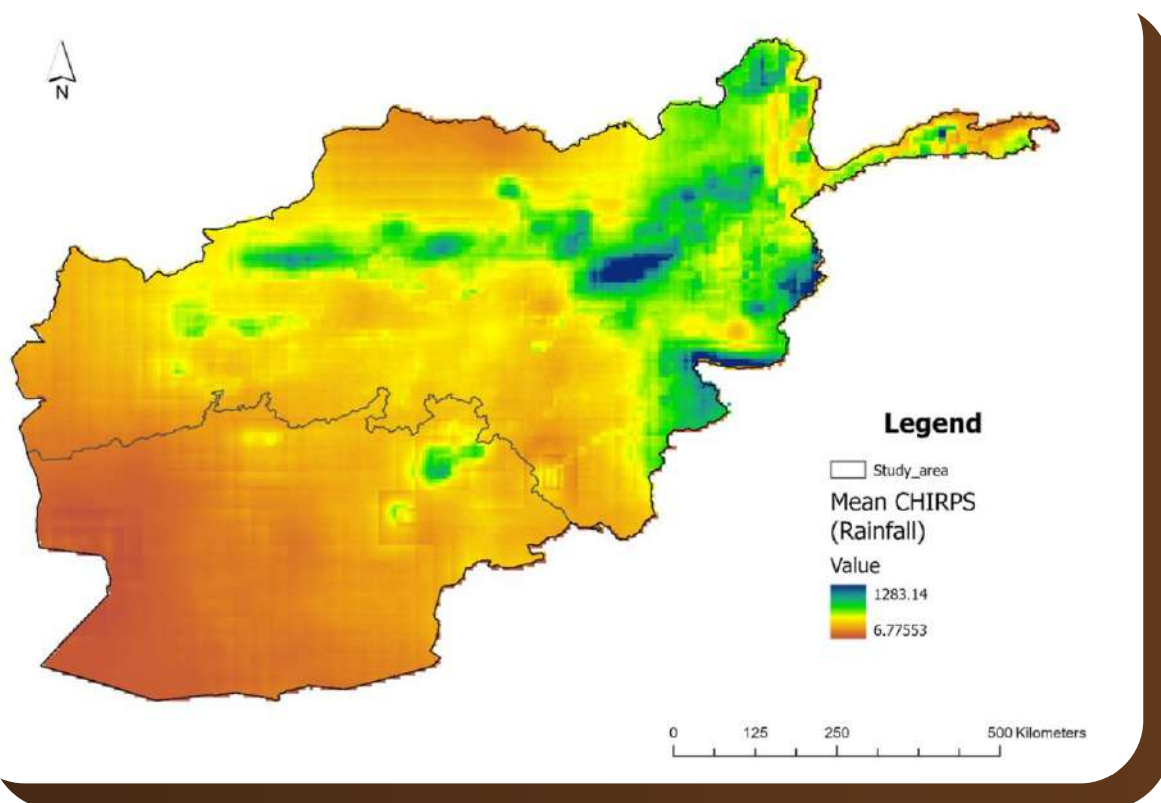 N
Legend
Study_area
Mean CHIRPS
(Rainfall)
Value
1283.14
6.77553
0 125 250 500 Kilometers